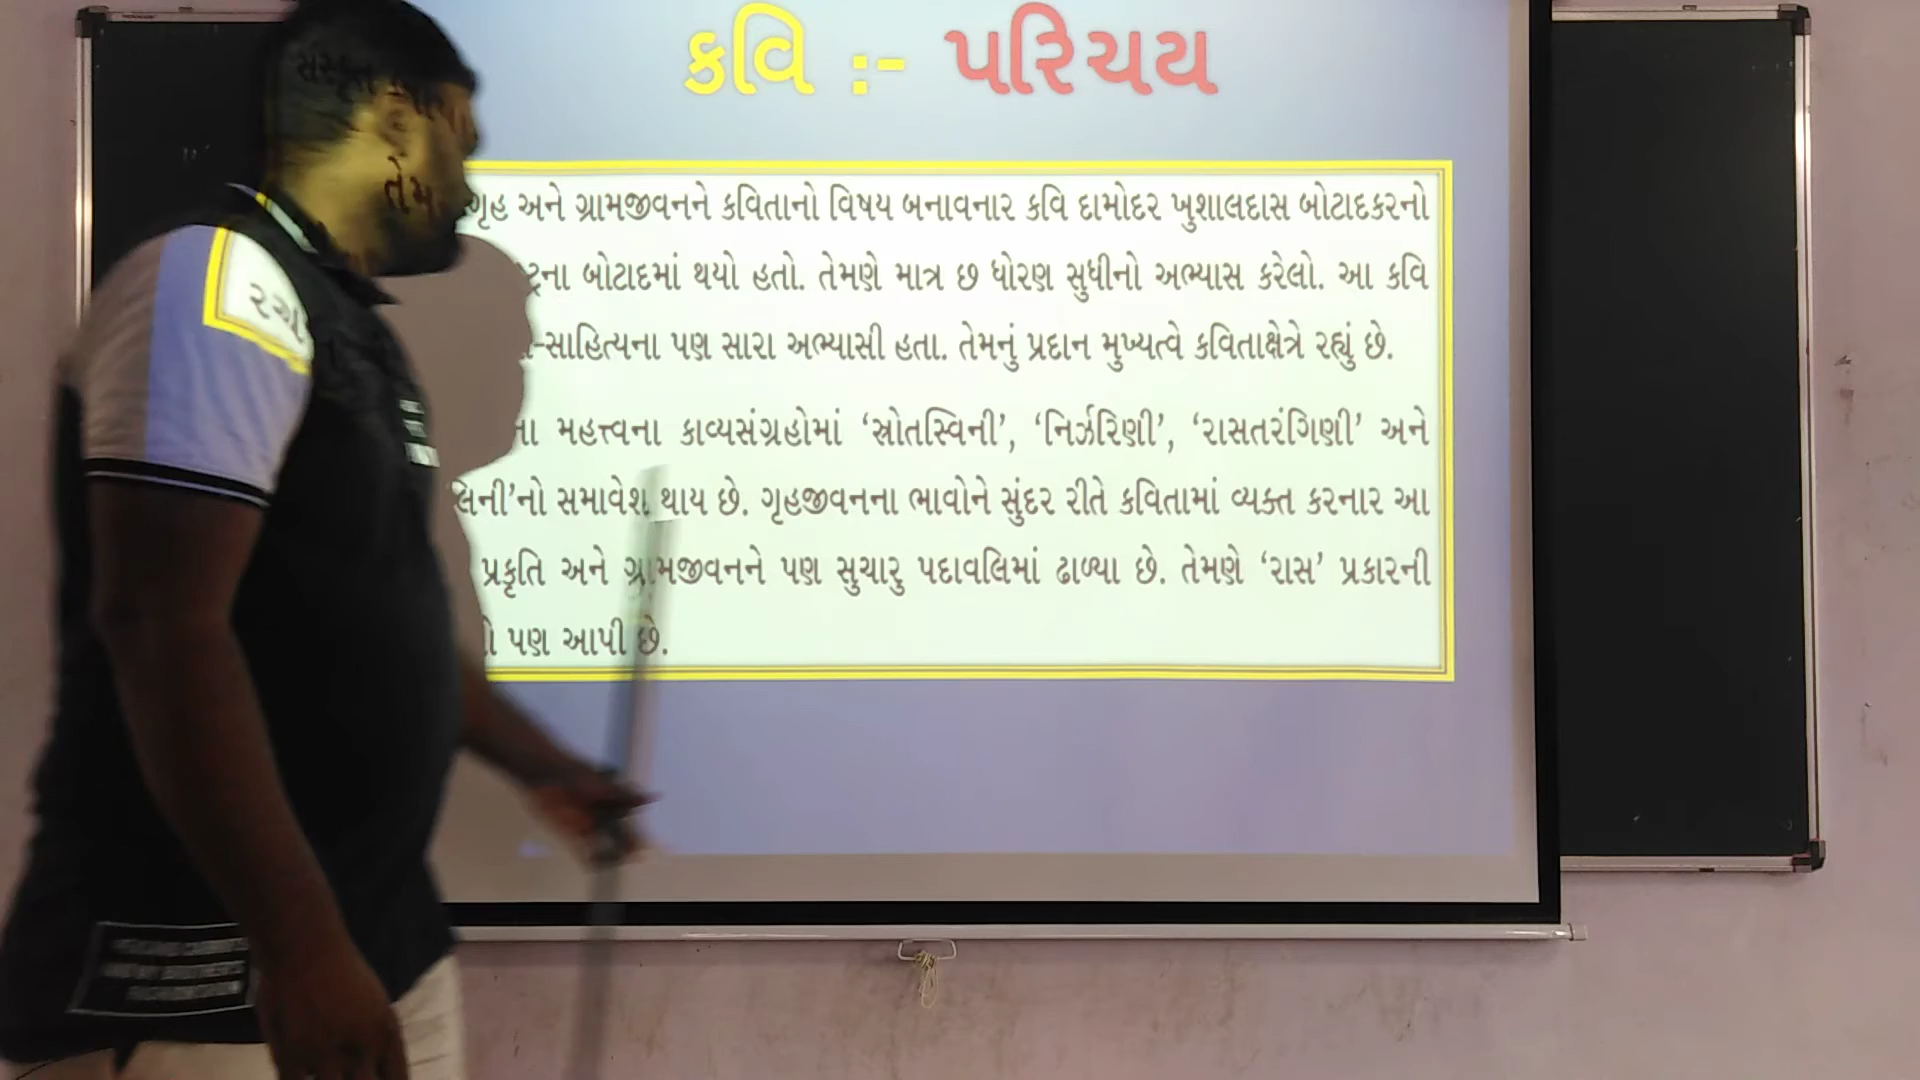 કવિ :- પરિચય
ગૃહ અને ગ્રામજીવનને કવિતાનો વિષય બનાવનાર કવિ દામોદર ખુશાલદાસ બોટાદકરનો
બોટાદમાં થયો હતો. તેમણે માત્ર છ ધોરણ સુધીનો અભ્યાસ કરેલો. આ કવિ
-સાહિત્યના પણ સારા અભ્યાસી હતા. તેમનું પ્રદાન મુખ્યત્વે કવિતાક્ષેત્રે રહ્યું છે.
મહત્ત્વના કાવ્યસંગ્રહોમાં ‘સ્રોતસ્વિની’, ‘નિર્ઝરિણી’, ‘રાસતરંગિણી’ અને
સમાવેશ થાય છે. ગૃહજીવનના ભાવોને સુંદર રીતે કવિતામાં વ્યક્ત કરનાર આ
પ્રકૃતિ અને ગ્રામજીવનને પણ સુચારુ પદાવલિમાં ઢાળ્યા છે. તેમણે ‘રાસ’ પ્રકારની
પણ આપી છે.